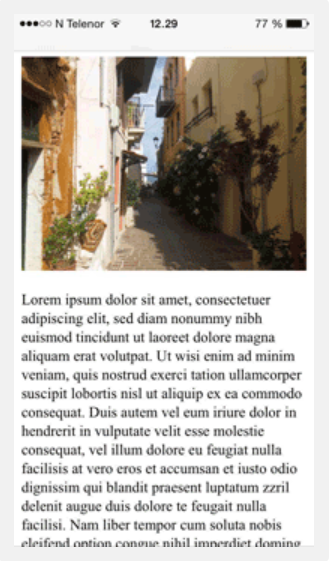 N Telenor 12.29 77 %
Lorem ipsum dolor sit amet, consectetuer
adipiscing elit, sed diam nonummy nibh
euismod tincidunt ut laoreet dolore magna
aliquam erat volutpat. Ut wisi enim ad minim
veniam, quis nostrud exerci tation ullamcorper
suscipit lobortis nisl ut aliquip ex ea commodo
consequat. Duis autem vel eum iriure dolor in
hendrerit in vulputate velit esse molestie
consequat, vel illum dolore eu feugiat nulla
facilisis at vero eros et accumsan et iusto odio
dignissim qui blandit praesent luptatum zzril
delenit augue duis dolore te feugait nulla
facilisi. Nam liber tempor cum soluta nobis
eleifend option congue nihil imperdiet doming